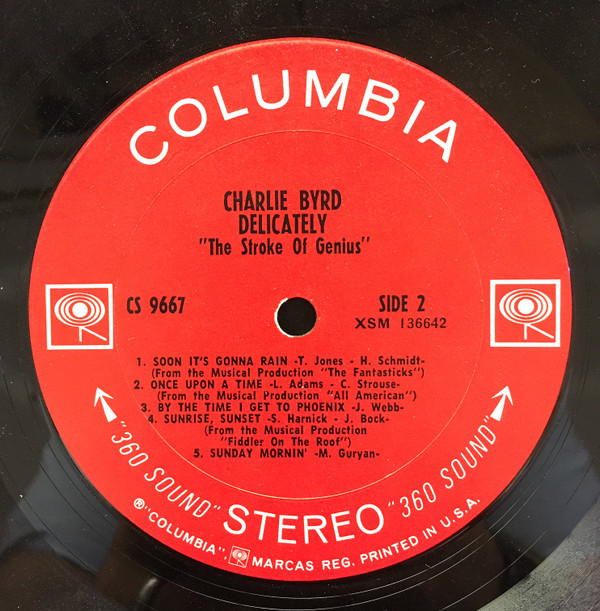 COLUMBIA
CHARLIE BYRD
DELICATELY
"The Stroke Of Genius"
CS 9667
SIDE 2
XSM 136642
1. SOON IT'S GONNA RAIN -T. Jones - H. Schmidt-
(From the Musical Production "The Fantasticks")
2. ONCE UPON A TIME -L. Adams - C. Strouse-
(From the Musical Production "All American")
3. BY THE TIME I GET TO PHOENIX -J. Webb-
4. SUNRISE, SUNSET -S. Harnick - J. Bock-
(From the Musical Production
"Fiddler On The Roof")
5. SUNDAY MORNIN' -M. Guryan-
"360 SOUND" STEREO "360 SOUND"
®"COLUMBIA", MARCAS REG. PRINTED IN U.S.A.